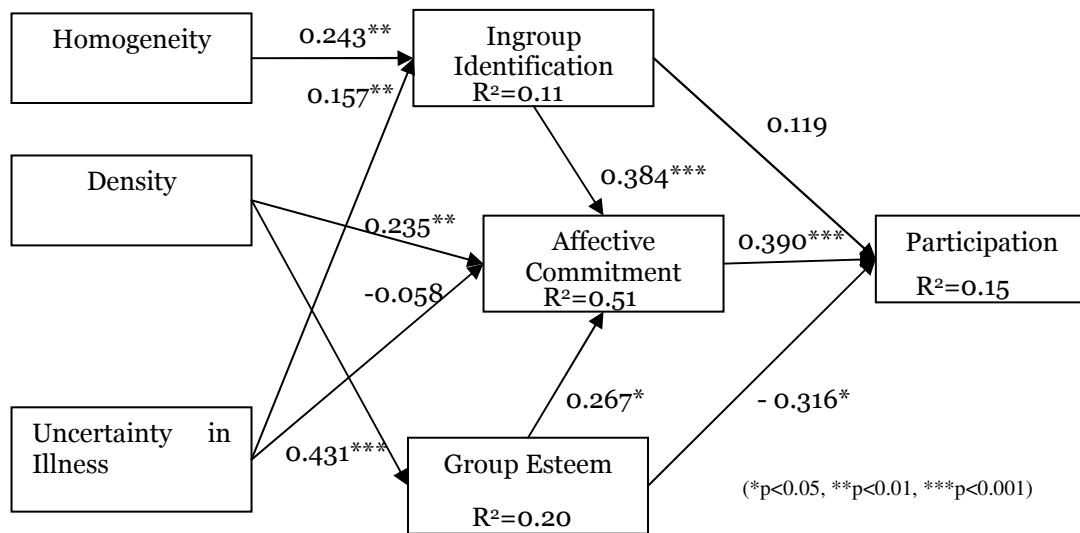 Homogeneity
0.243**
Ingroup
Identification
R²=0.11
0.157**
0.119
Density
0.384***
0.235**
Affective
Commitment
R²=0.51
0.390***
Participation
R²=0.15
-0.058
0.267*
- 0.316*
Uncertainty in
Illness
0.431***
Group Esteem
R²=0.20
(*p<0.05, **p<0.01, ***p<0.001)